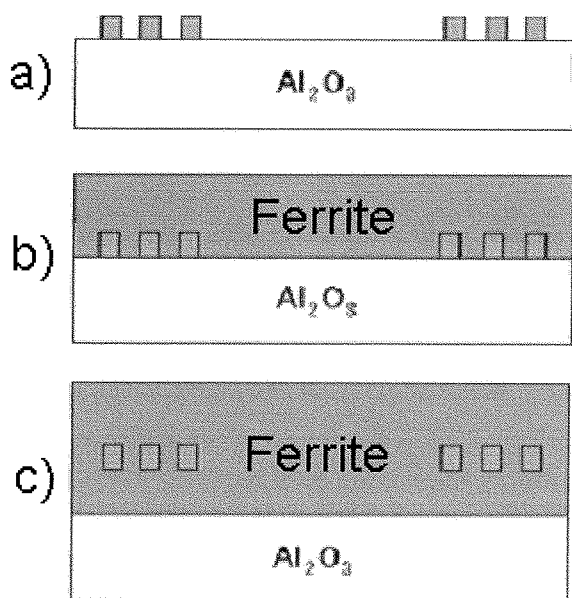 a)
Al₂O₃
Ferrite
b)
Al₂O₃
Ferrite
c)
Al₂O₃